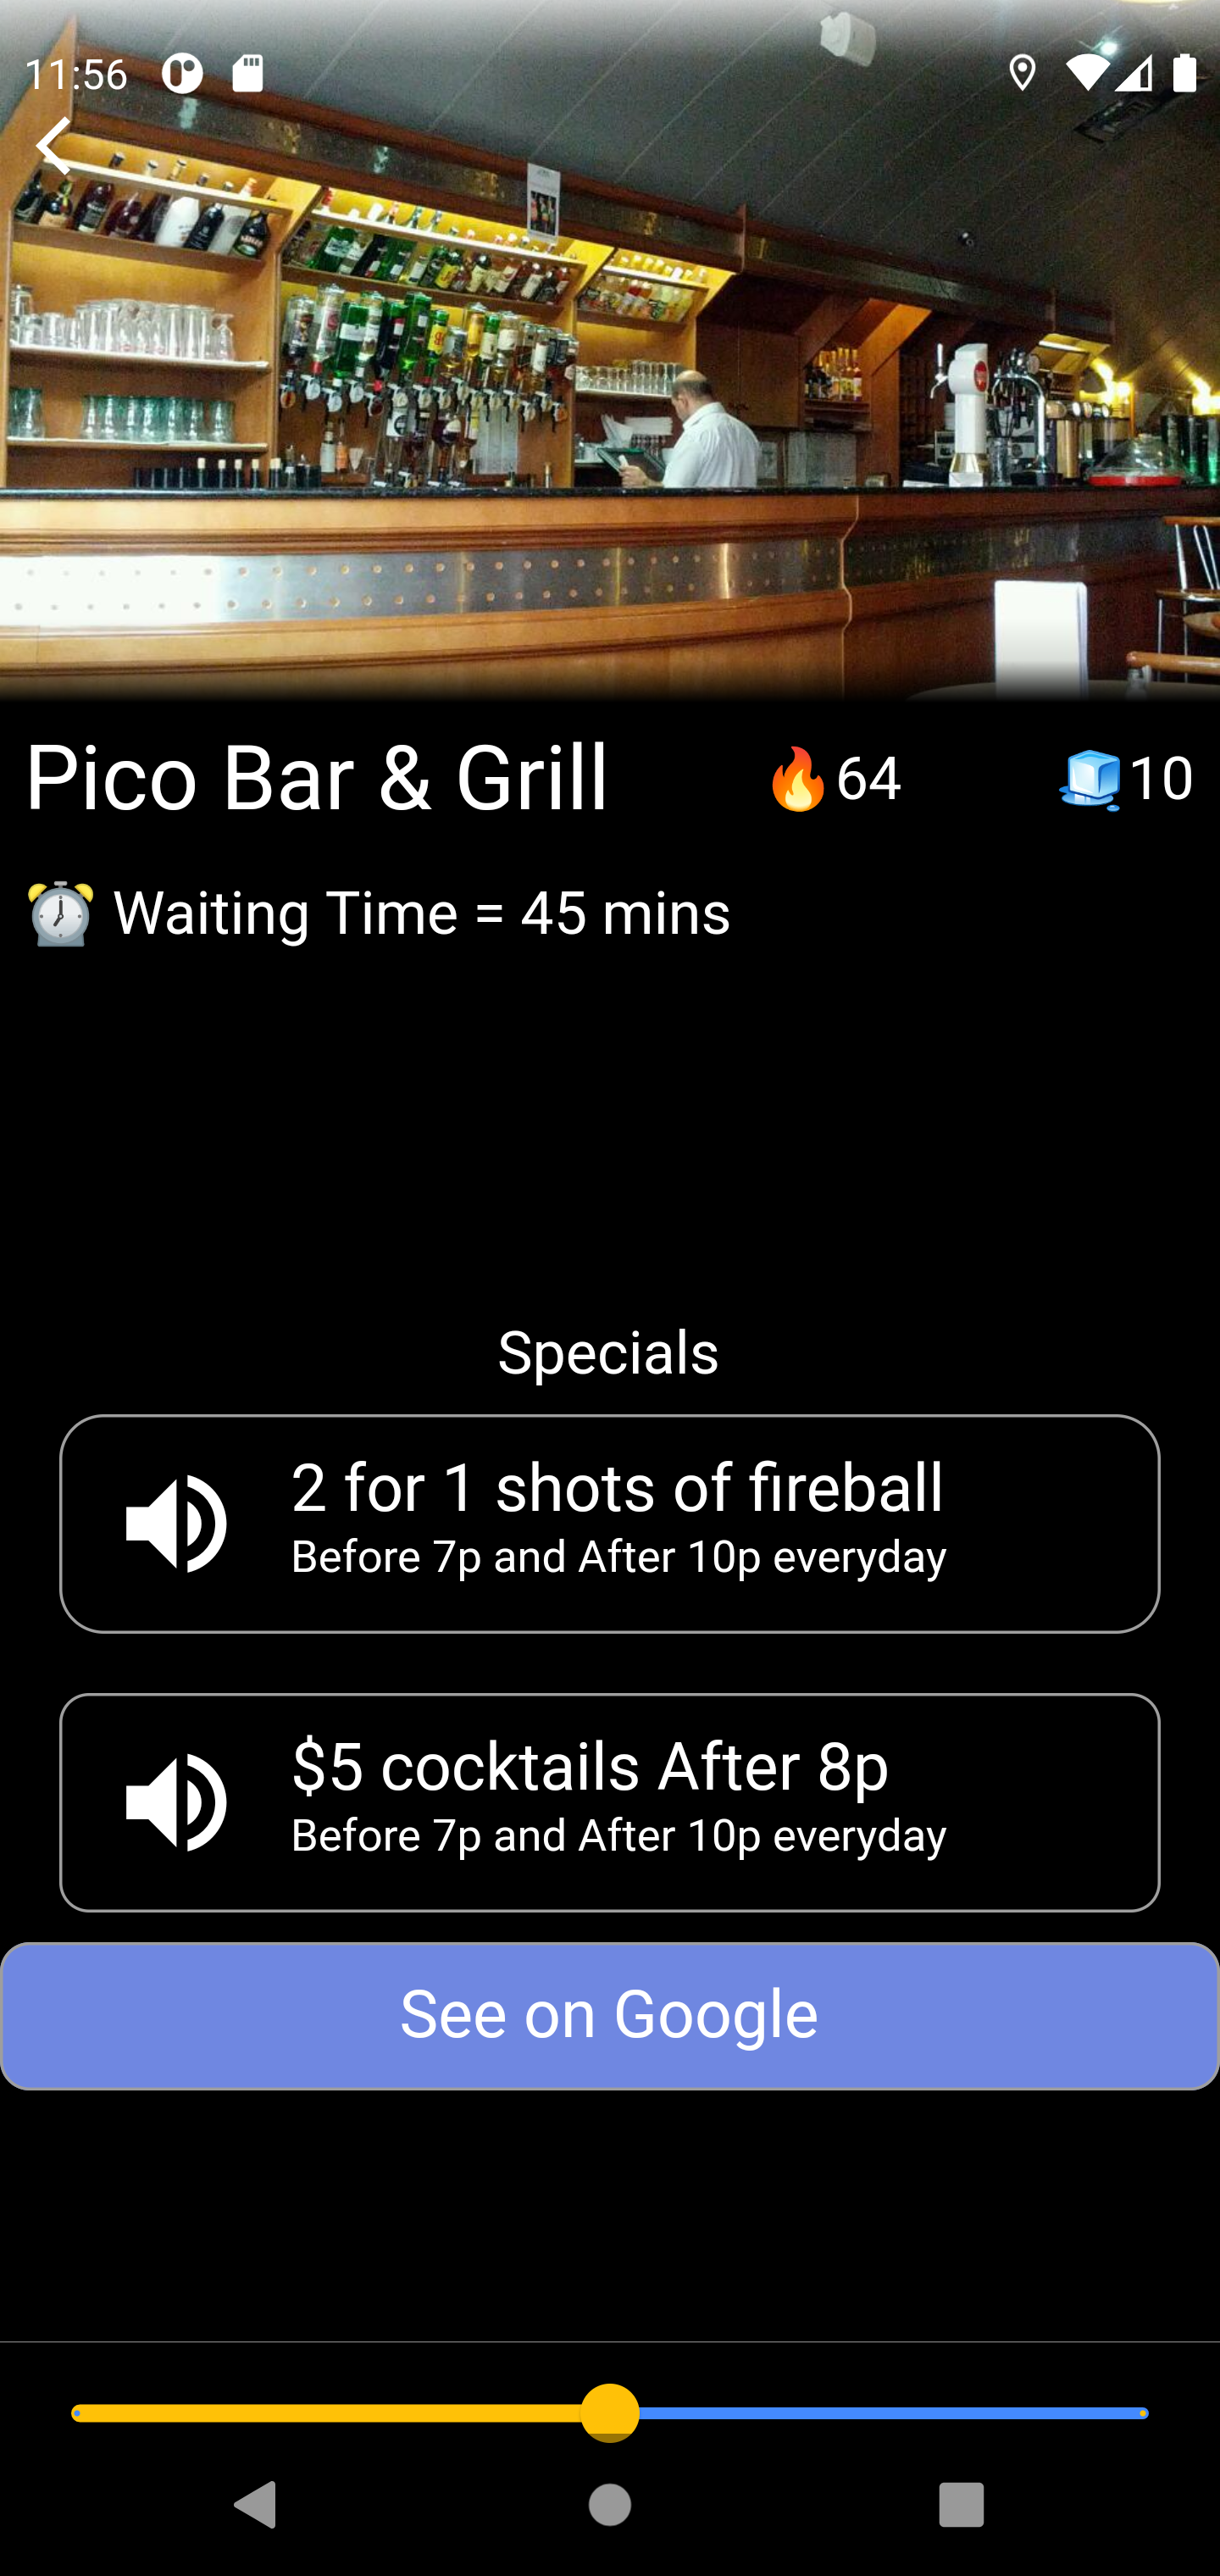 11:56
Pico Bar & Grill 🔥64 🧊10
⏰ Waiting Time = 45 mins
Specials
2 for 1 shots of fireball
Before 7p and After 10p everyday
$5 cocktails After 8p
Before 7p and After 10p everyday
See on Google